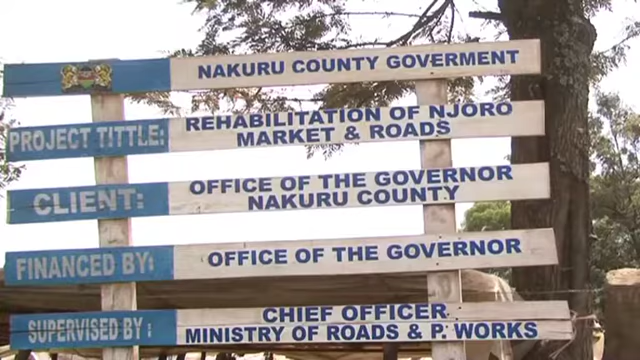 NAKURU COUNTY GOVERMENT
PROJECT TITTLE: REHABILITATION OF NJORO
MARKET & ROADS
CLIENT: OFFICE OF THE GOVERNOR
NAKURU COUNTY
FINANCED BY: OFFICE OF THE GOVERNOR
SUPERVISED BY: CHIEF OFFICER
MINISTRY OF ROADS & P. WORKS